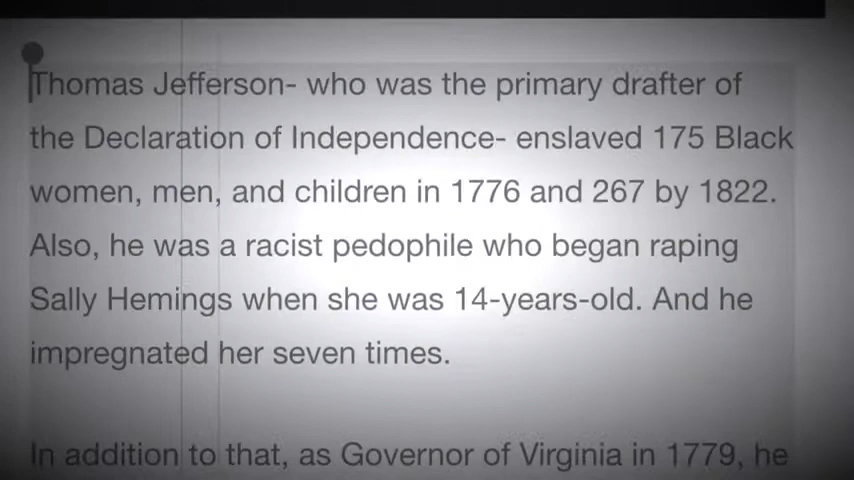 Thomas Jefferson- who was the primary drafter of
the Declaration of Independence- enslaved 175 Black
women, men, and children in 1776 and 267 by 1822.
Also, he was a racist pedophile who began raping
Sally Hemings when she was 14-years-old. And he
impregnated her seven times.
In addition to that, as Governor of Virginia in 1779, he